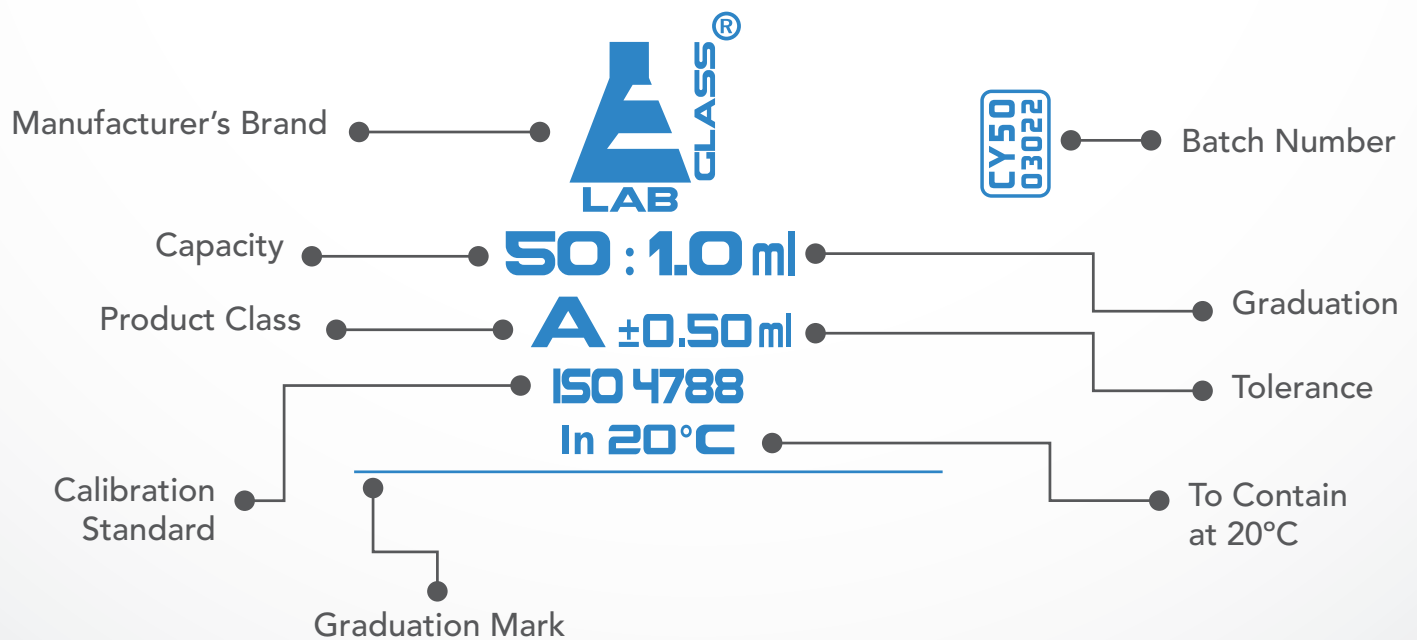 Manufacturer's Brand
LAB
GLASS®
CY50
03022
Batch Number
Capacity
50 : 1.0 ml
Graduation
Product Class
A ±0.50 ml
Tolerance
ISO 4788
In 20°C
Calibration
Standard
To Contain
at 20ºC
Graduation Mark